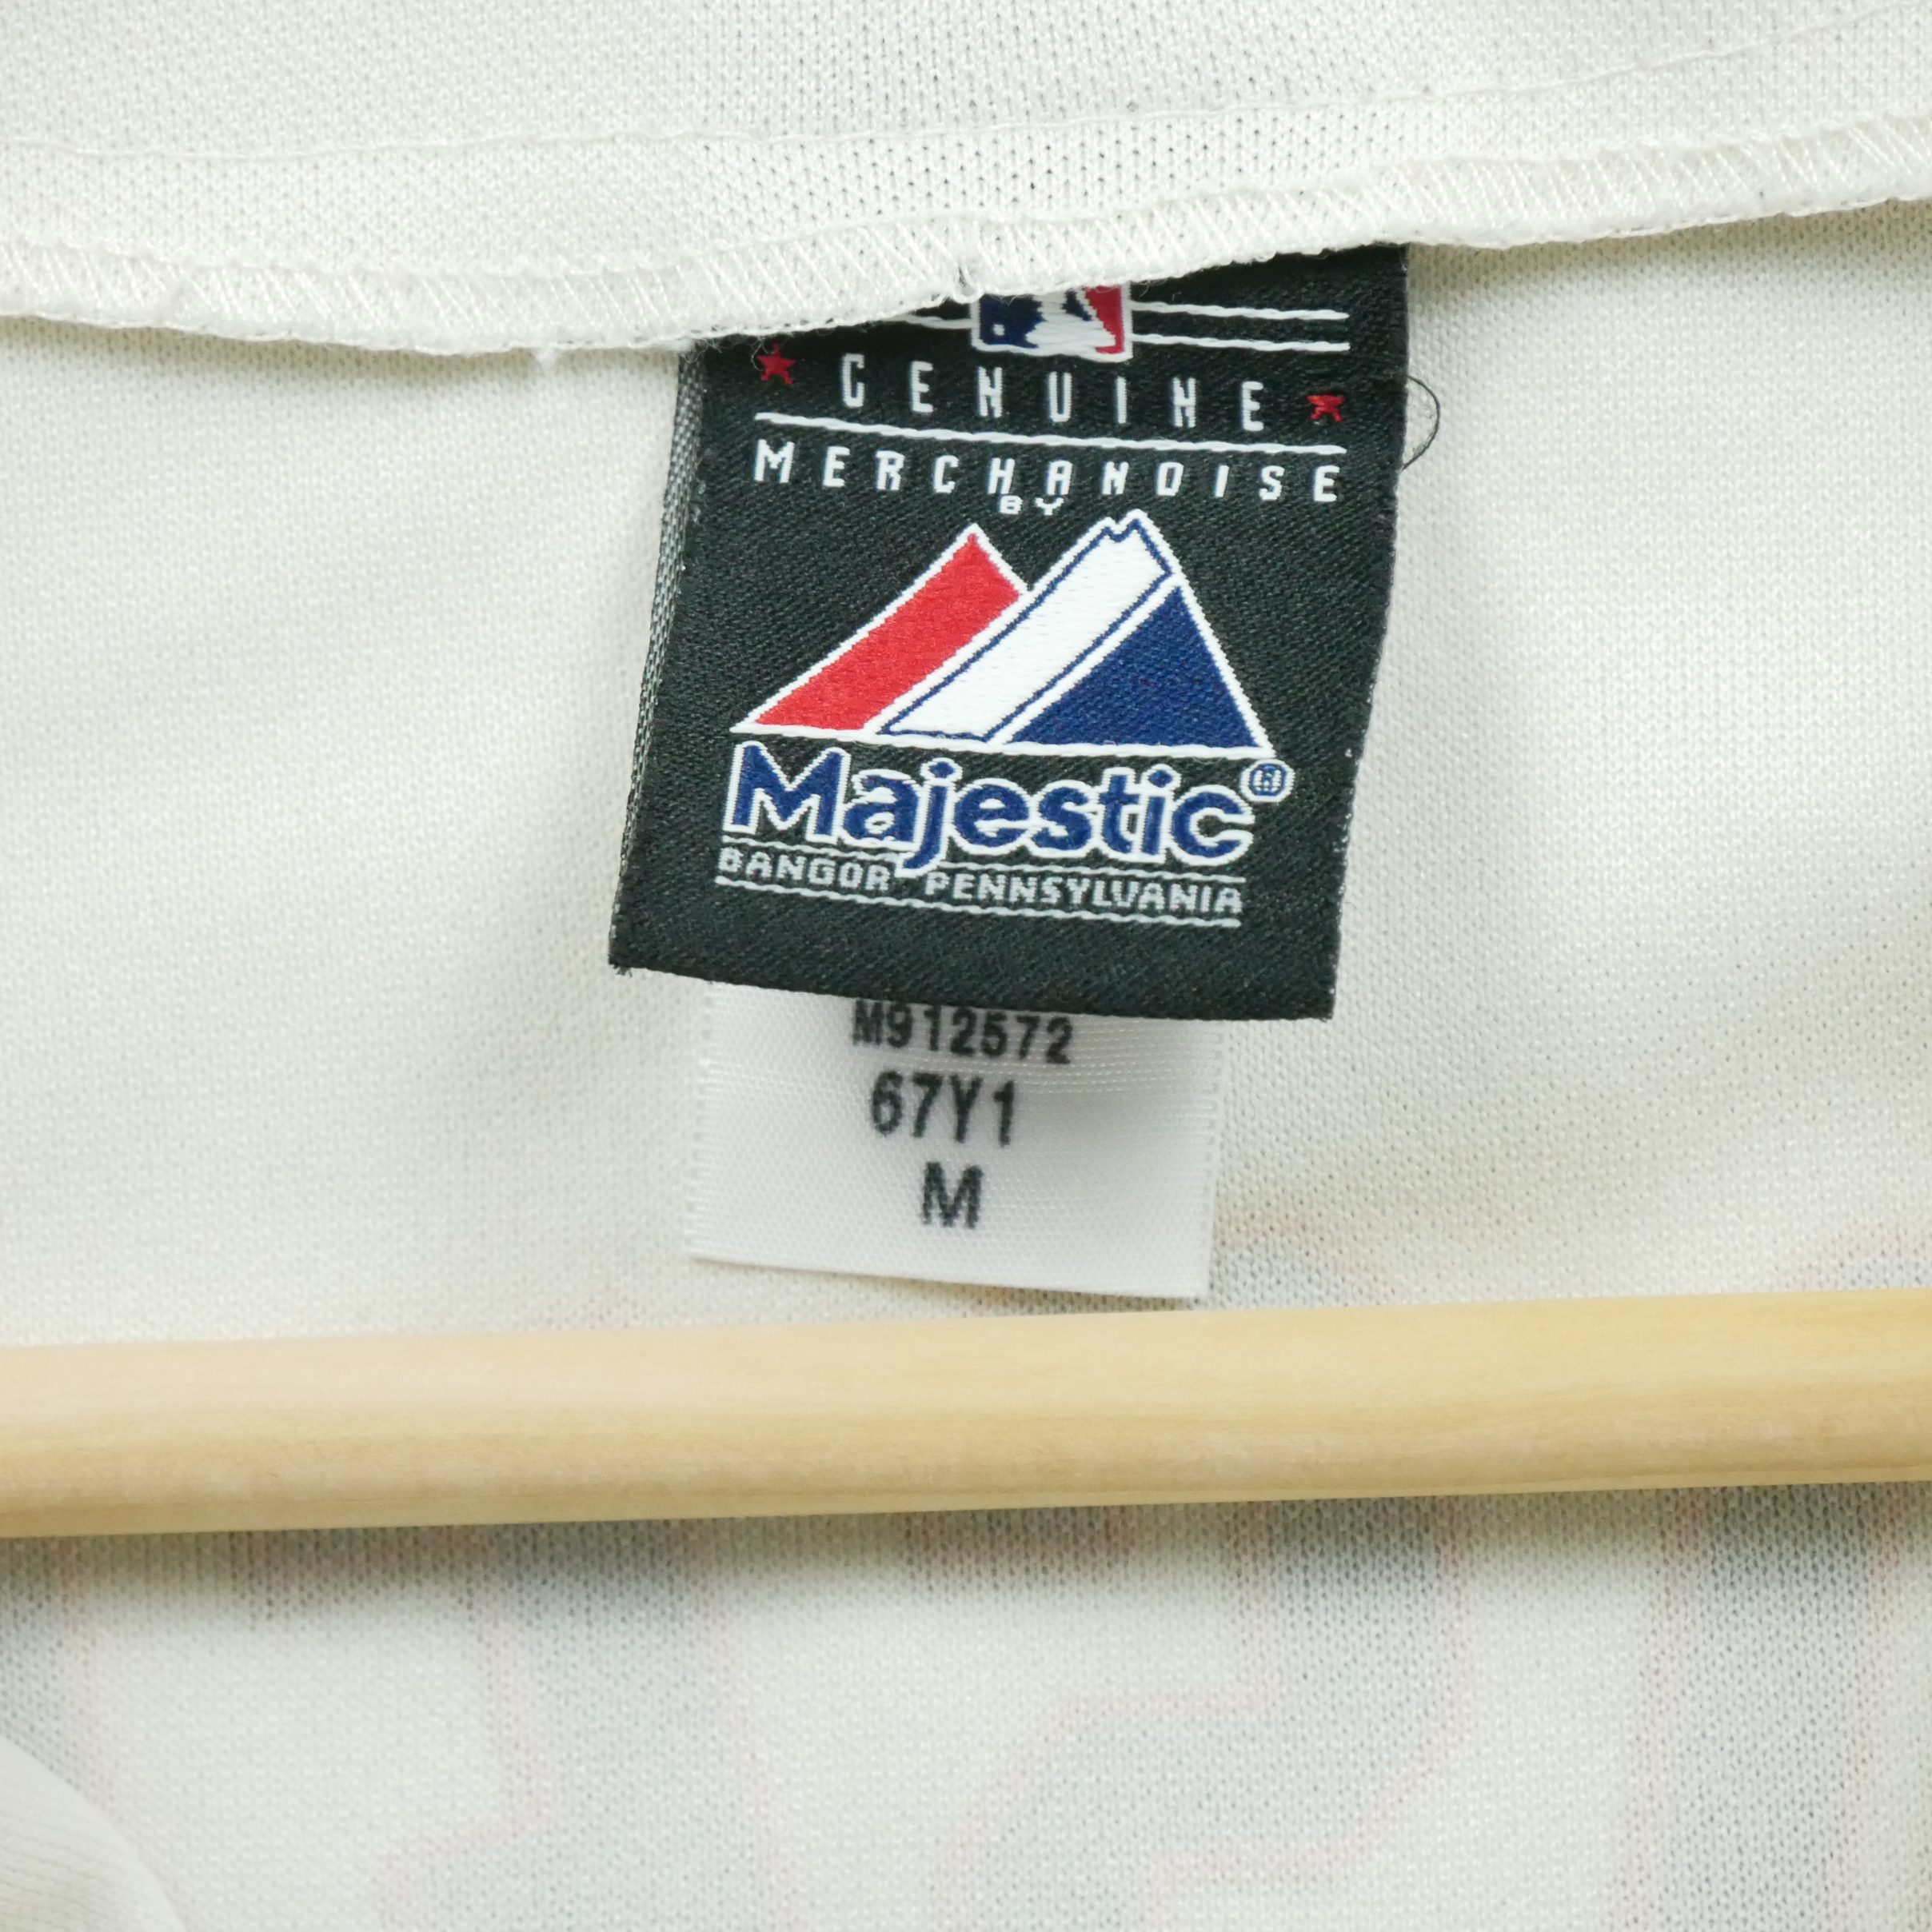 GENUINE
MERCHANDISE
BY
Majestic®
BANGOR PENNSYLVANIA
M912572
67Y1
M